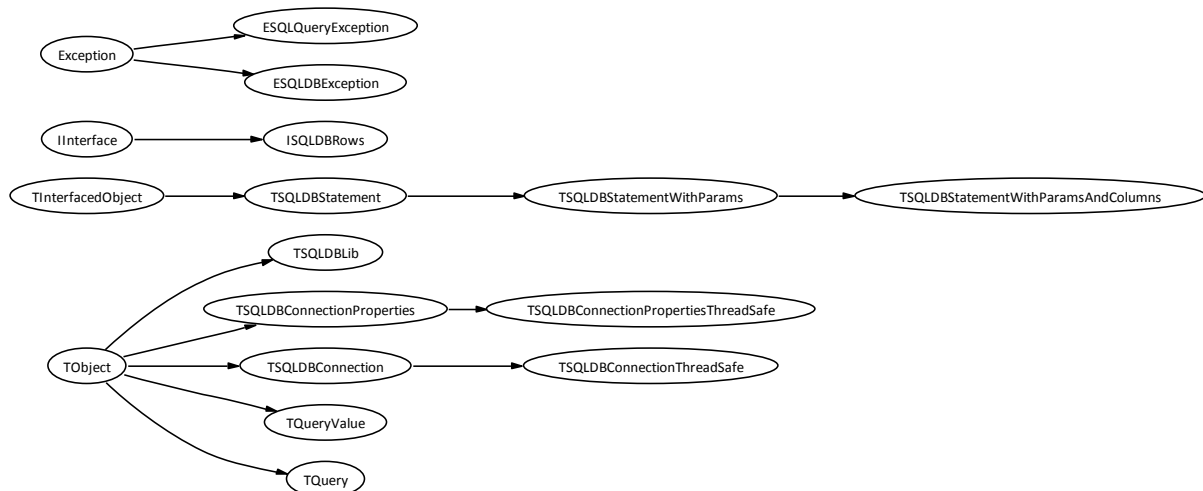 ESQLQueryException
Exception
ESQLDBException
IInterface
ISQLDBRows
TInterfacedObject
TSQLDBStatement
TSQLDBStatementWithParams
TSQLDBStatementWithParamsAndColumns
TSQLDBLib
TSQLDBConnectionProperties
TSQLDBConnectionPropertiesThreadSafe
TObject
TSQLDBConnection
TSQLDBConnectionThreadSafe
TQueryValue
TQuery